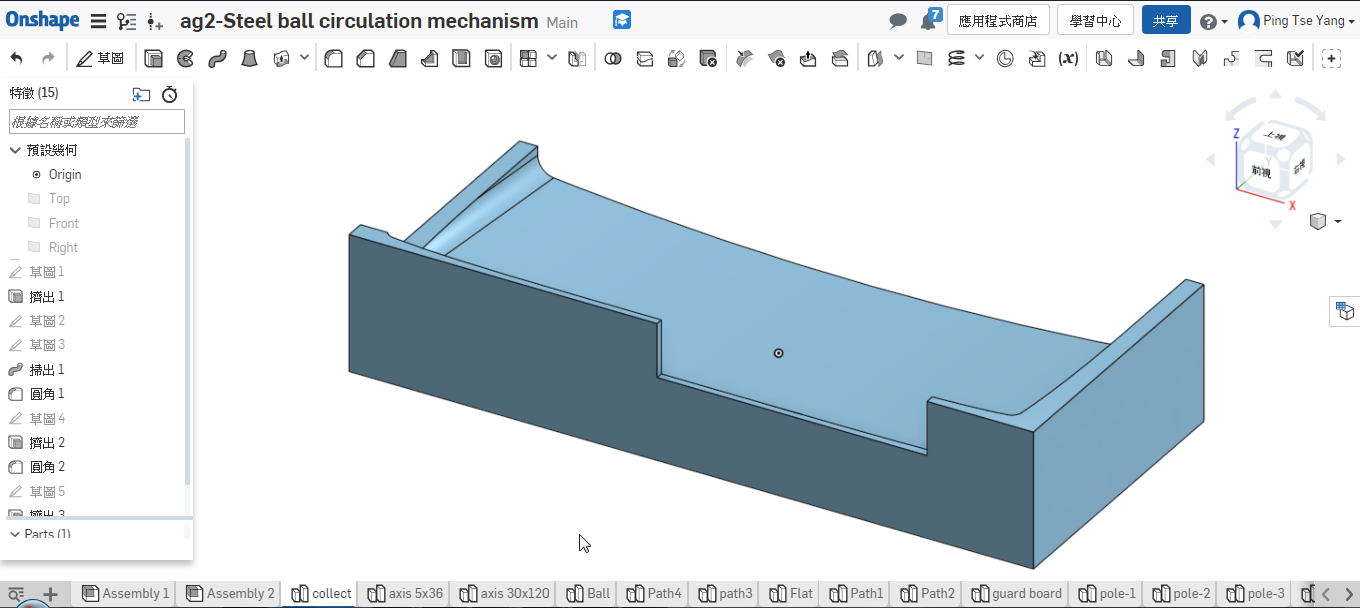 Onshape ag2-Steel ball circulation mechanism Main 7 應用程式商店 學習中心 共享 Ping Tse Yang
草圖 (x)
特徵 (15)
根據名稱或類型來篩選
預設幾何
Origin
Top
Front
Right
草圖 1
擠出 1
草圖 2
草圖 3
掃出 1
圓角 1
草圖 4
擠出 2
圓角 2
草圖 5
擠出 3
Parts (1)
Z
上視
前視
右視
Y
X
Assembly 1 Assembly 2 collect axis 5x36 axis 30x120 Ball Path4 path3 Flat Path1 Path2 guard board pole-1 pole-2 pole-3